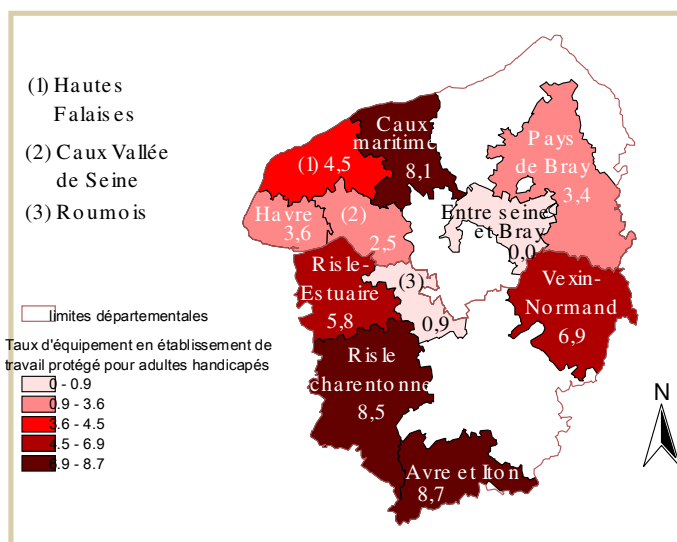 (1) Hautes
Falaises
(2) Caux Vallée
de Seine
(3) Roumois
Caux
maritime
8,1
(1) 4,5
Pays
de Bray
3,4
Havre
3,6
(2)
2,5
Entre seine
et Bray
0,0
Risle-
Estuaire
5,8
(3)
0,9
Vexin-
Normand
6,9
Risle
charentonne
8,5
Avre et Iton
8,7
N
limites départementales
Taux d'équipement en établissement de
travail protégé pour adultes handicapés
0 - 0.9
0.9 - 3.6
3.6 - 4.5
4.5 - 6.9
6.9 - 8.7